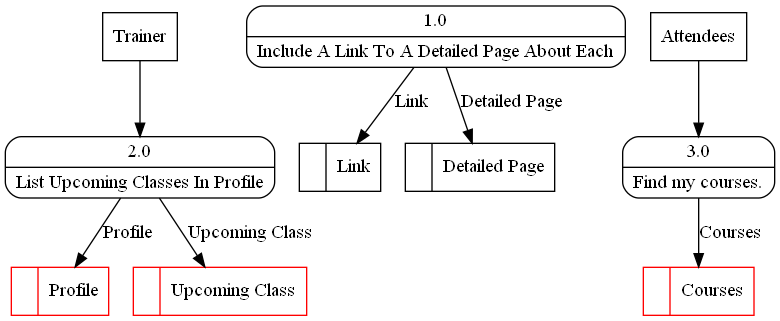 Trainer
1.0
Include A Link To A Detailed Page About Each
Attendees
Link
Detailed Page
2.0
List Upcoming Classes In Profile
Link
Detailed Page
3.0
Find my courses.
Profile
Upcoming Class
Courses
Profile
Upcoming Class
Courses